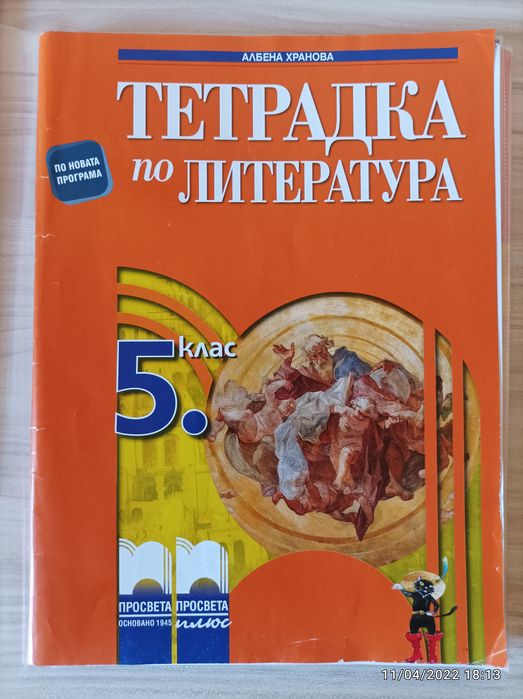 АЛБЕНА ХРАНОВА
ТЕТРАДКА
ПО НОВАТА
ПРОГРАМА
по ЛИТЕРАТУРА
5. клас
ПРОСВЕТА
ОСНОВАНО 1945
ПРОСВЕТА
плюс
11/04/2022 18:13